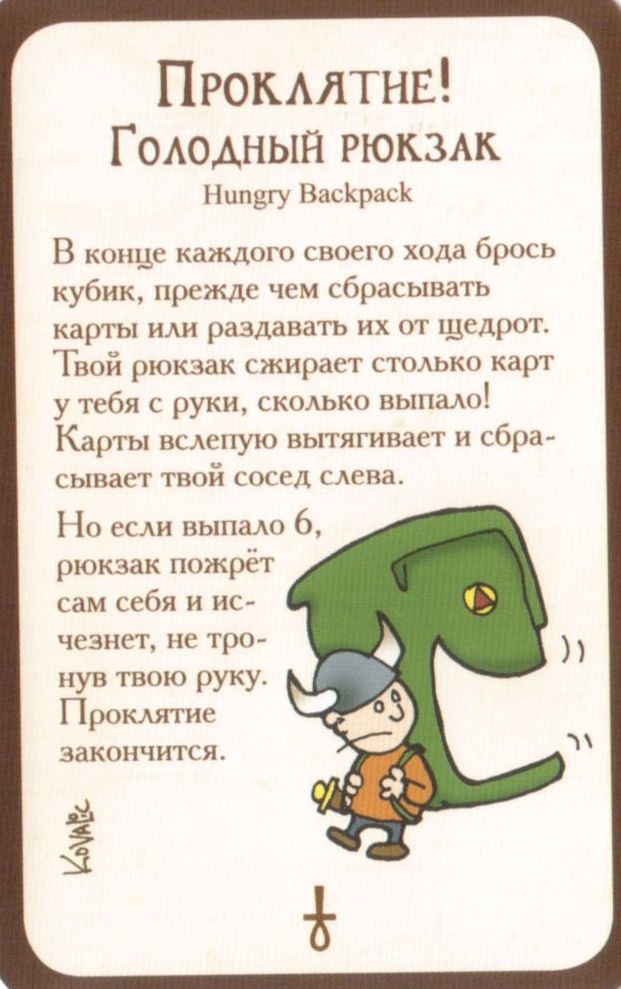 Проклятие!
Голодный рюкзак
Hungry Backpack
В конце каждого своего хода брось
кубик, прежде чем сбрасывать
карты или раздавать их от щедрот.
Твой рюкзак сжирает столько карт
у тебя с руки, сколько выпало!
Карты вслепую вытягивает и сбра-
сывает твой сосед слева.
Но если выпало 6,
рюкзак пожрёт
сам себя и ис-
чезнет, не тро-
нув твою руку.
Проклятие
закончится.
Kovalic